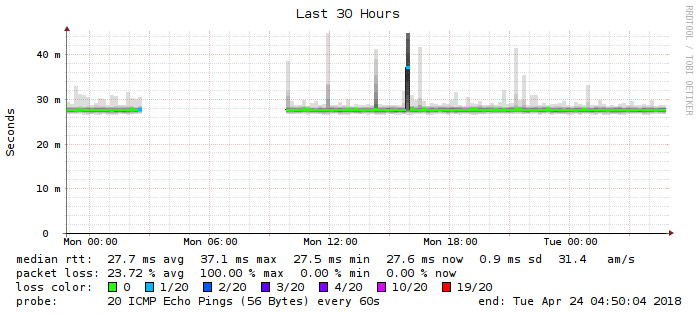 Last 30 Hours
RRDTOOL / TOBI OETIKER
Seconds
40 m
30 m
20 m
10 m
0
Mon 00:00 Mon 06:00 Mon 12:00 Mon 18:00 Tue 00:00
median rtt: 27.7 ms avg 37.1 ms max 27.5 ms min 27.6 ms now 0.9 ms sd 31.4 am/s
packet loss: 23.72 % avg 100.00 % max 0.00 % min 0.00 % now
loss color: 0 1/20 2/20 3/20 4/20 10/20 19/20
probe: 20 ICMP Echo Pings (56 Bytes) every 60s end: Tue Apr 24 04:50:04 2018